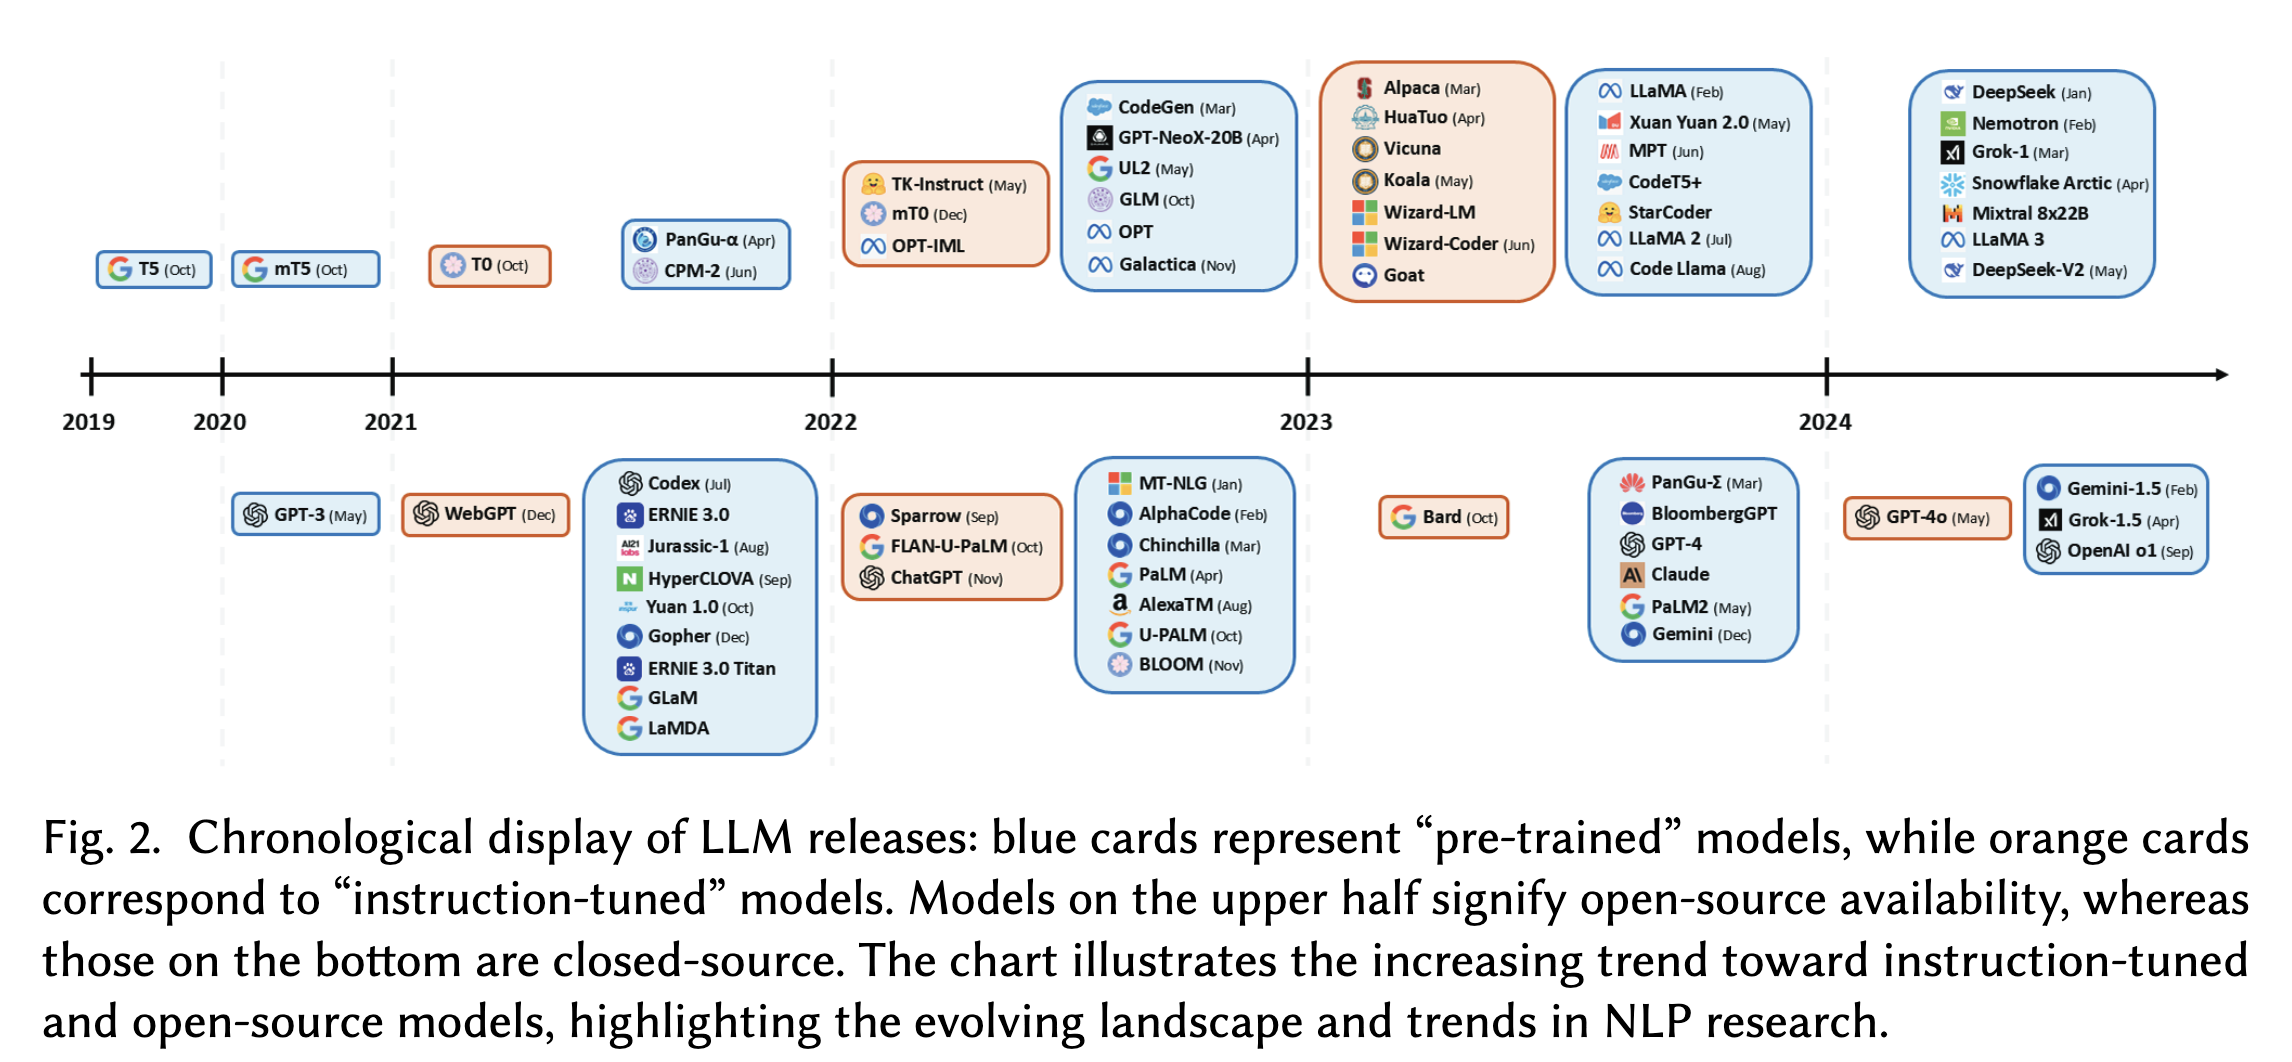 T5 (Oct)
mT5 (Oct)
T0 (Oct)
PanGu-α (Apr)
CPM-2 (Jun)
TK-Instruct (May)
mT0 (Dec)
OPT-IML
CodeGen (Mar)
GPT-NeoX-20B (Apr)
UL2 (May)
GLM (Oct)
OPT
Galactica (Nov)
Alpaca (Mar)
HuaTuo (Apr)
Vicuna
Koala (May)
Wizard-LM
Wizard-Coder (Jun)
Goat
LLaMA (Feb)
Xuan Yuan 2.0 (May)
MPT (Jun)
CodeT5+
StarCoder
LLaMA 2 (Jul)
Code Llama (Aug)
DeepSeek (Jan)
Nemotron (Feb)
Grok-1 (Mar)
Snowflake Arctic (Apr)
Mixtral 8x22B
LLaMA 3
DeepSeek-V2 (May)
2019 2020 2021 2022 2023 2024
GPT-3 (May)
WebGPT (Dec)
Codex (Jul)
ERNIE 3.0
AI21 labs Jurassic-1 (Aug)
N HyperCLOVA (Sep)
Yuan 1.0 (Oct)
Gopher (Dec)
ERNIE 3.0 Titan
GLaM
LaMDA
Sparrow (Sep)
FLAN-U-PaLM (Oct)
ChatGPT (Nov)
MT-NLG (Jan)
AlphaCode (Feb)
Chinchilla (Mar)
PaLM (Apr)
a AlexaTM (Aug)
U-PALM (Oct)
BLOOM (Nov)
Bard (Oct)
PanGu-Σ (Mar)
BloombergGPT
GPT-4
Claude
PaLM2 (May)
Gemini (Dec)
GPT-4o (May)
Gemini-1.5 (Feb)
Grok-1.5 (Apr)
OpenAI o1 (Sep)
Fig. 2. Chronological display of LLM releases: blue cards represent “pre-trained” models, while orange cards
correspond to “instruction-tuned” models. Models on the upper half signify open-source availability, whereas
those on the bottom are closed-source. The chart illustrates the increasing trend toward instruction-tuned
and open-source models, highlighting the evolving landscape and trends in NLP research.